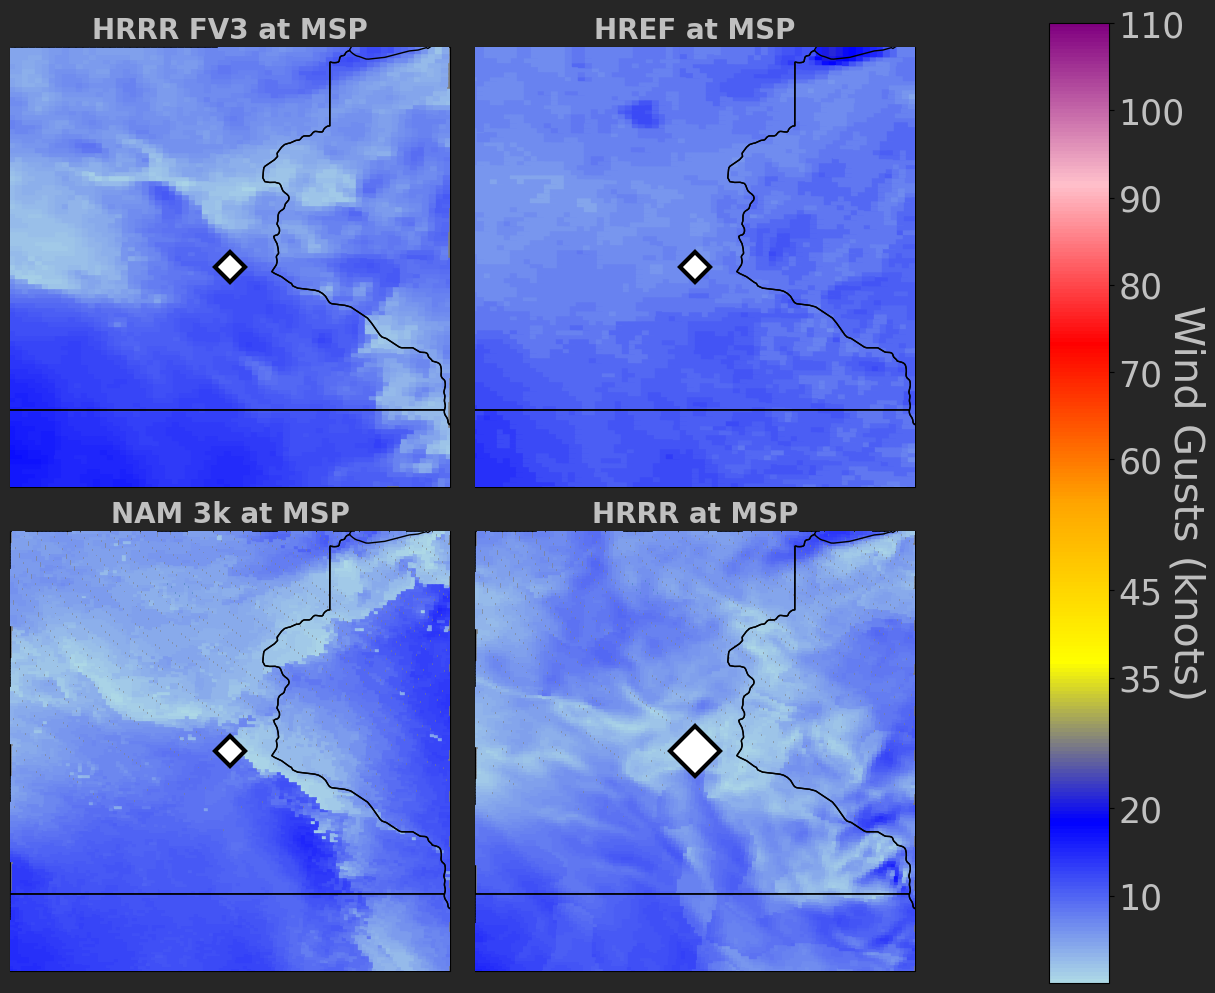 HRRR FV3 at MSP
HREF at MSP
NAM 3k at MSP
HRRR at MSP
110
100
90
80
70
60
45
35
20
10
Wind Gusts (knots)